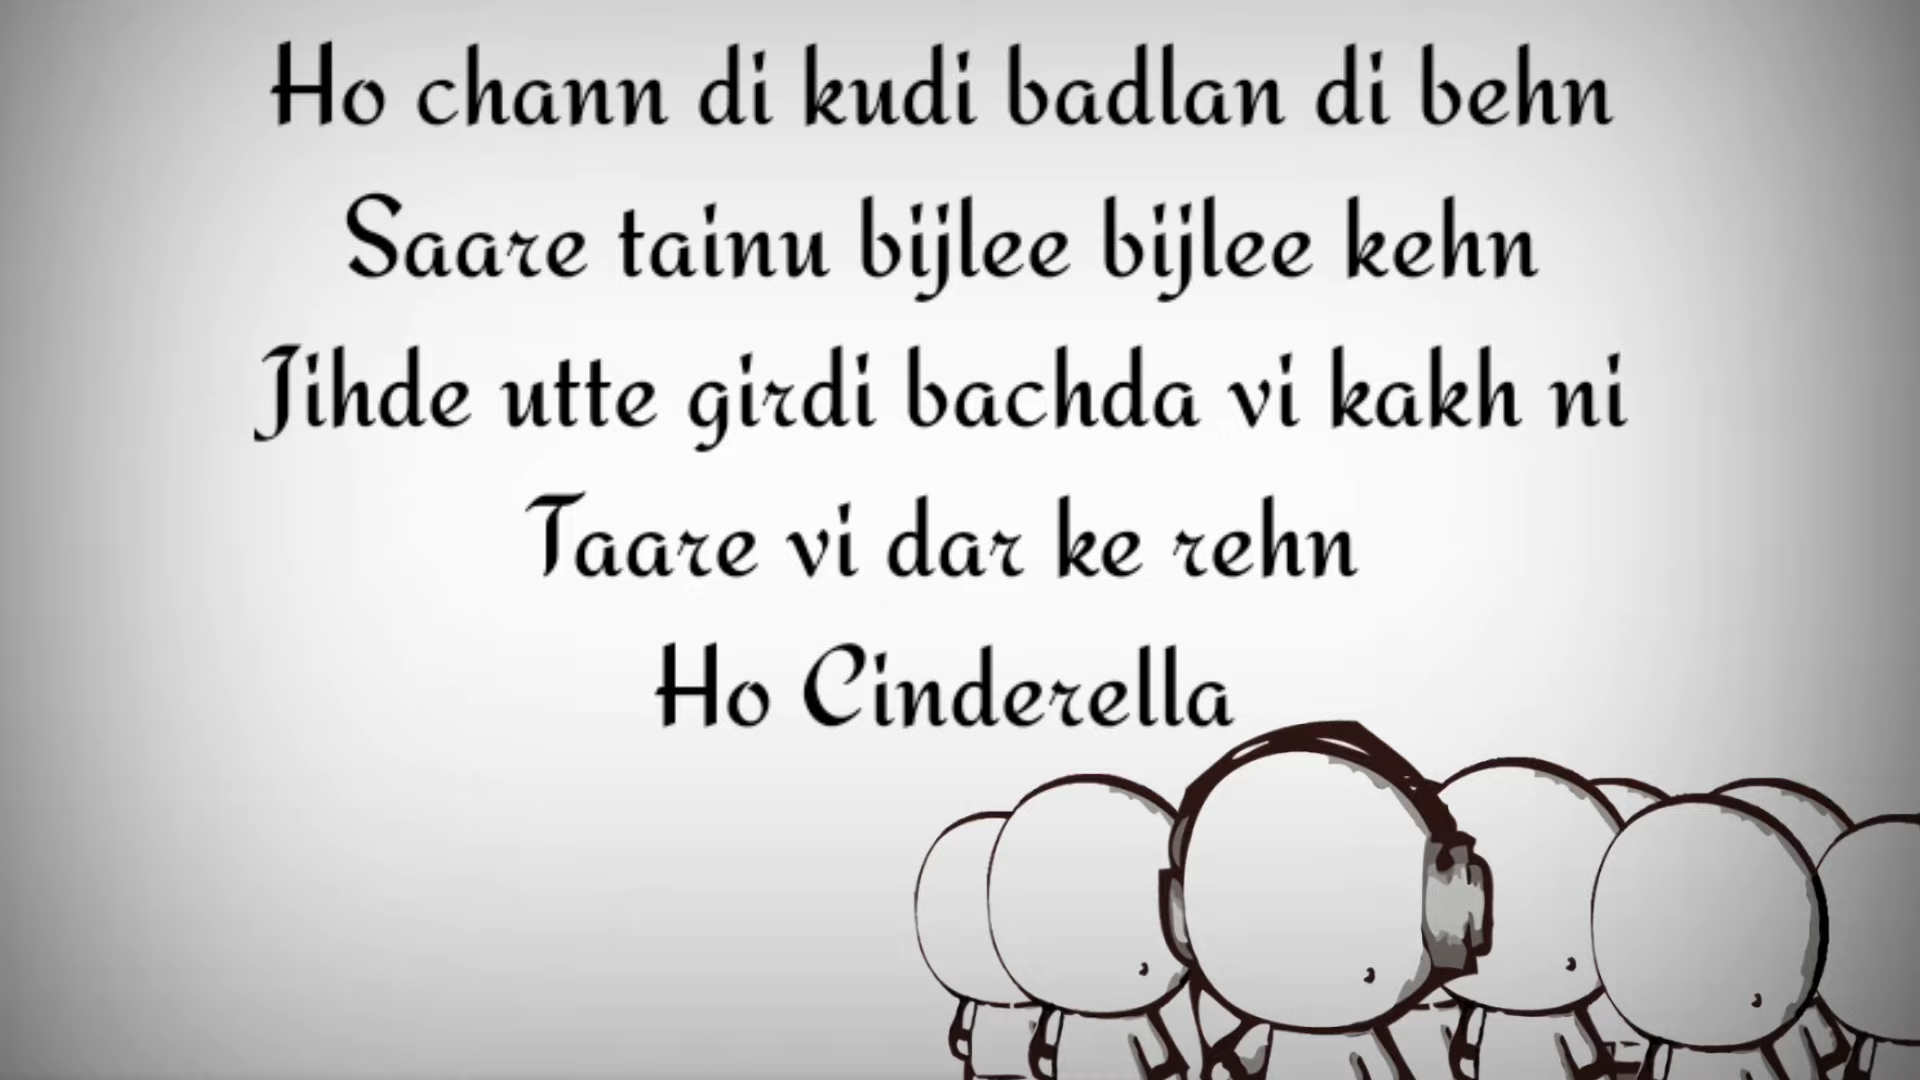 Ho chann di kudi badlan di behn
Saare tainu bijlee bijlee kehn
Jihde utte girdi bachda vi kakh ni
Taare vi dar ke rehn
Ho Cinderella